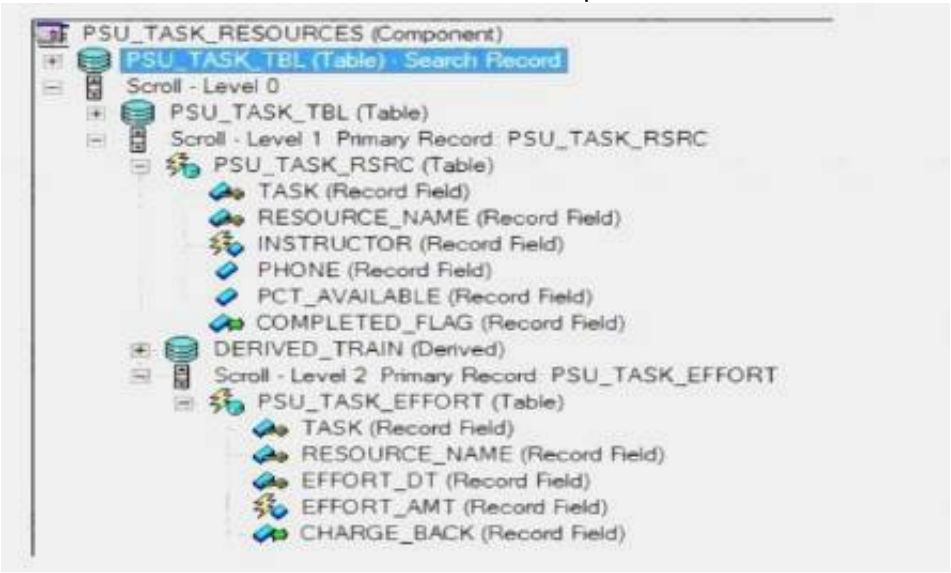 PSU_TASK_RESOURCES (Component)
PSU_TASK_TBL (Table) - Search Record
Scroll - Level 0
PSU_TASK_TBL (Table)
Scroll - Level 1 Primary Record: PSU_TASK_RSRC
PSU_TASK_RSRC (Table)
TASK (Record Field)
RESOURCE_NAME (Record Field)
INSTRUCTOR (Record Field)
PHONE (Record Field)
PCT_AVAILABLE (Record Field)
COMPLETED_FLAG (Record Field)
DERIVED_TRAIN (Derived)
Scroll - Level 2 Primary Record: PSU_TASK_EFFORT
PSU_TASK_EFFORT (Table)
TASK (Record Field)
RESOURCE_NAME (Record Field)
EFFORT_DT (Record Field)
EFFORT_AMT (Record Field)
CHARGE_BACK (Record Field)